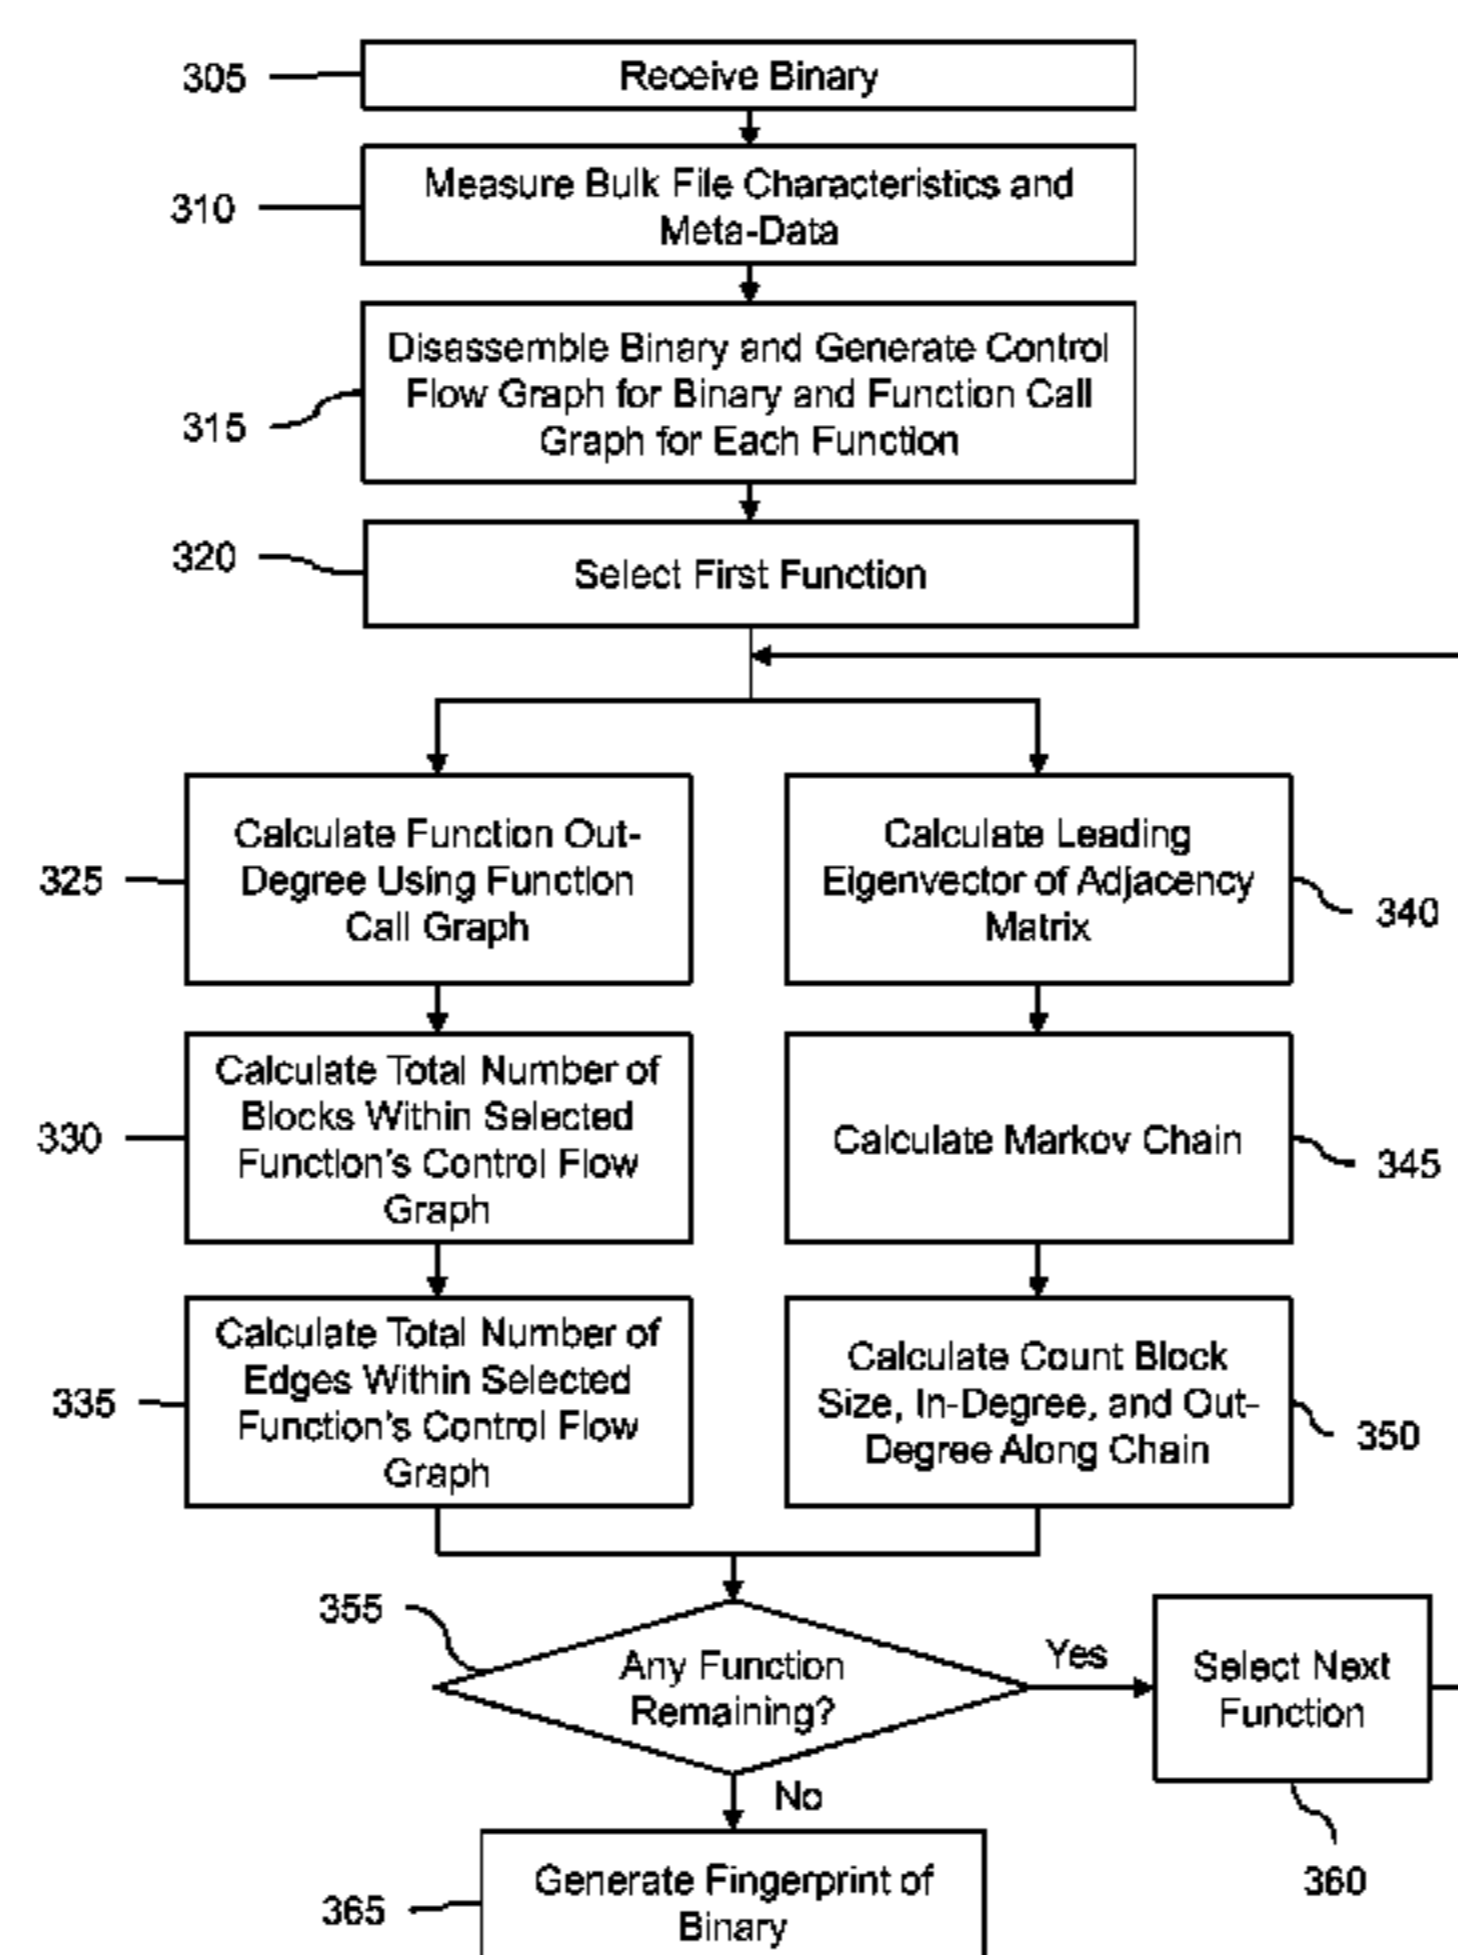 305
Receive Binary
310
Measure Bulk File Characteristics and
Meta-Data
315
Disassemble Binary and Generate Control
Flow Graph for Binary and Function Call
Graph for Each Function
320
Select First Function
325
Calculate Function Out-
Degree Using Function
Call Graph
Calculate Leading
Eigenvector of Adjacency
Matrix
340
330
Calculate Total Number of
Blocks Within Selected
Function's Control Flow
Graph
Calculate Markov Chain
345
335
Calculate Total Number of
Edges Within Selected
Function's Control Flow
Graph
Calculate Count Block
Size, In-Degree, and Out-
Degree Along Chain
350
355
Any Function
Remaining?
Yes
Select Next
Function
360
No
365
Generate Fingerprint of
Binary